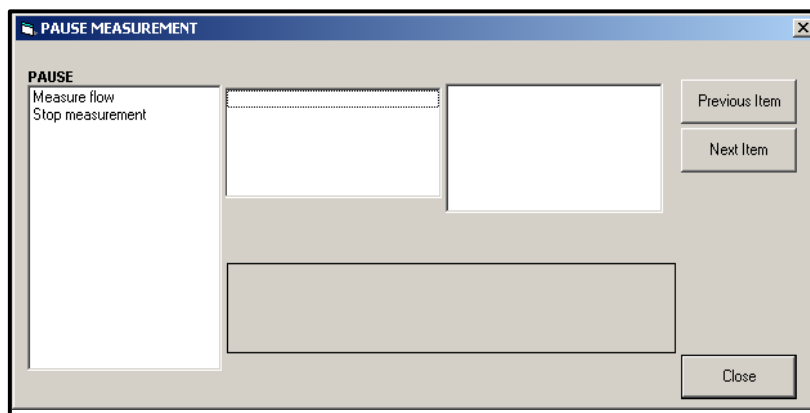 PAUSE MEASUREMENT
PAUSE
Measure flow
Stop measurement
Previous Item
Next Item
Close